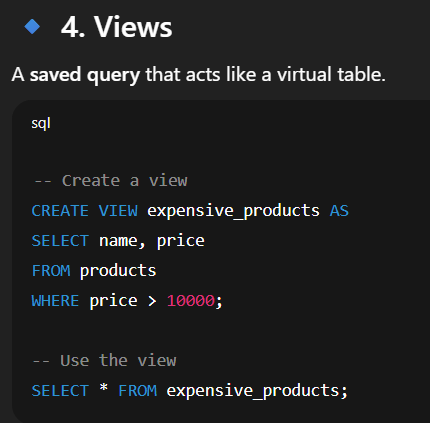 4. Views
A saved query that acts like a virtual table.
sql
-- Create a view
CREATE VIEW expensive_products AS
SELECT name, price
FROM products
WHERE price > 10000;
-- Use the view
SELECT * FROM expensive_products;